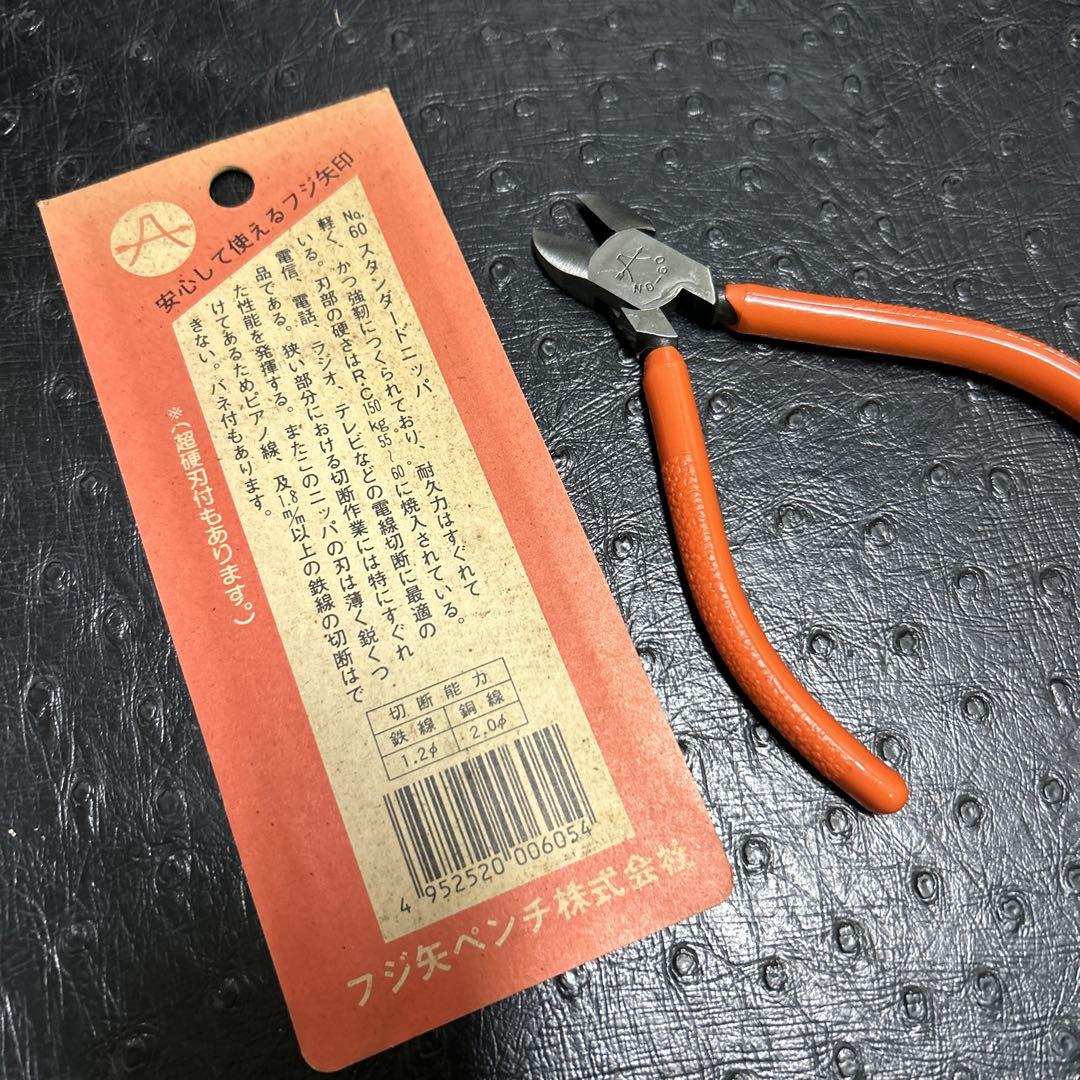 安心して使えるフジ矢印
No.60 スタンダードニッパ
軽く、かつ強靭につくられており、耐久力はすぐれて
いる。刃部の硬さはR.C150kg55〜60°に焼入されている。
電信、電話、ラジオ、テレビなどの電線切断に最適の
品である。狭い部分における切断作業には特にすぐれ
た性能を発揮する。またこのニッパの刃は薄く鋭くつ
けてあるためピアノ線、及1.8m/m以上の鉄線の切断はで
きない。バネ付もあります。
※(超硬刃付もあります。)
切断能力
鉄線 銅線
1.2φ 2.0φ
4 952520 006054
フジ矢ペンチ株式会社
NO-60